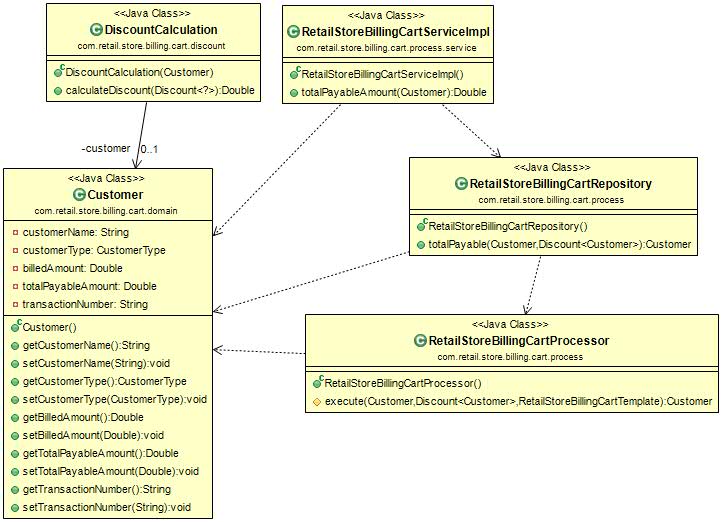 <<Java Class>>
DiscountCalculation
com.retail.store.billing.cart.discount
DiscountCalculation(Customer)
calculateDiscount(Discount<?>):Double
<<Java Class>>
RetailStoreBillingCartServiceImpl
com.retail.store.billing.cart.process.service
RetailStoreBillingCartServiceImpl()
totalPayableAmount(Customer):Double
-customer
0..1
<<Java Class>>
Customer
com.retail.store.billing.cart.domain
customerName: String
customerType: CustomerType
billedAmount: Double
totalPayableAmount: Double
transactionNumber: String
Customer()
getCustomerName():String
setCustomerName(String):void
getCustomerType():CustomerType
setCustomerType(CustomerType):void
getBilledAmount():Double
setBilledAmount(Double):void
getTotalPayableAmount():Double
setTotalPayableAmount(Double):void
getTransactionNumber():String
setTransactionNumber(String):void
<<Java Class>>
RetailStoreBillingCartRepository
com.retail.store.billing.cart.process
RetailStoreBillingCartRepository()
totalPayable(Customer,Discount<Customer>):Customer
<<Java Class>>
RetailStoreBillingCartProcessor
com.retail.store.billing.cart.process
RetailStoreBillingCartProcessor()
execute(Customer,Discount<Customer>,RetailStoreBillingCartTemplate):Customer